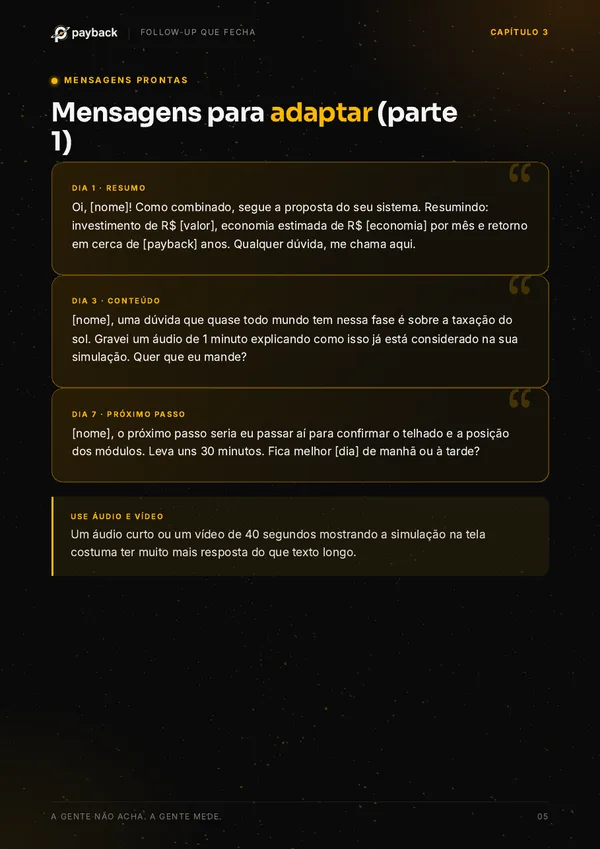 payback
FOLLOW-UP QUE FECHA
CAPÍTULO 3
MENSAGENS PRONTAS
Mensagens para adaptar (parte
1)
DIA 1 · RESUMO
Oi, [nome]! Como combinado, segue a proposta do seu sistema. Resumindo:
investimento de R$ [valor], economia estimada de R$ [economia] por mês e retorno
em cerca de [payback] anos. Qualquer dúvida, me chama aqui.
DIA 3 · CONTEÚDO
[nome], uma dúvida que quase todo mundo tem nessa fase é sobre a taxação do
sol. Gravei um áudio de 1 minuto explicando como isso já está considerado na sua
simulação. Quer que eu mande?
DIA 7 · PRÓXIMO PASSO
[nome], o próximo passo seria eu passar aí para confirmar o telhado e a posição
dos módulos. Leva uns 30 minutos. Fica melhor [dia] de manhã ou à tarde?
USE ÁUDIO E VÍDEO
Um áudio curto ou um vídeo de 40 segundos mostrando a simulação na tela
costuma ter muito mais resposta do que texto longo.
A GENTE NÃO ACHA. A GENTE MEDE.
05